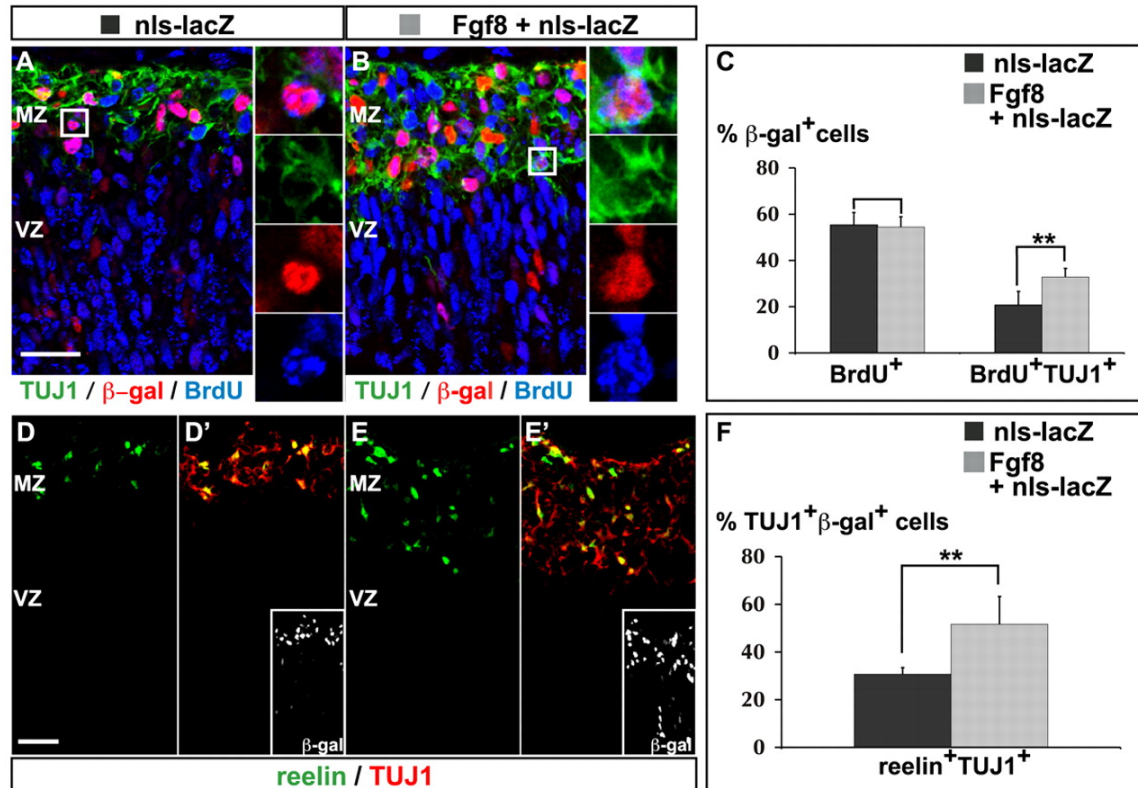 nls-lacZ
Fgf8 + nls-lacZ
A
MZ
VZ
TUJ1 / β–gal / BrdU
B
MZ
VZ
TUJ1 / β-gal / BrdU
C
nls-lacZ
Fgf8
+ nls-lacZ
% β-gal⁺cells
80
60
40
20
0
**
BrdU⁺
BrdU⁺TUJ1⁺
D
MZ
VZ
D'
β-gal
E
E'
β-gal
reelin / TUJ1
F
nls-lacZ
Fgf8
+ nls-lacZ
% TUJ1⁺β-gal⁺ cells
80
60
40
20
0
**
reelin⁺TUJ1⁺